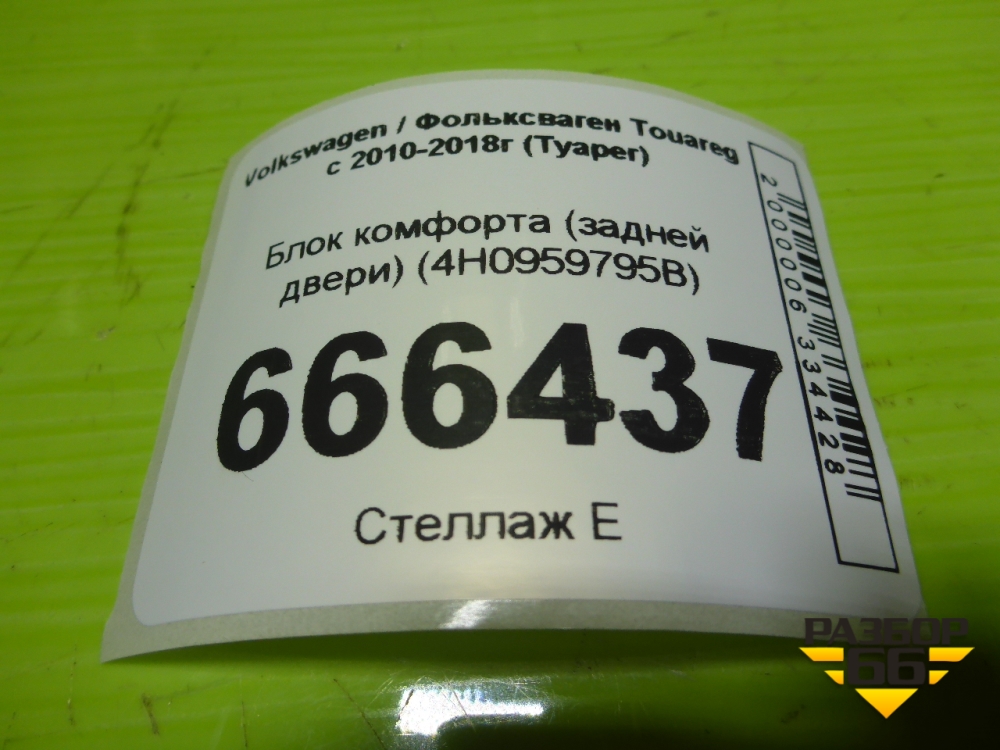 Volkswagen / Фольксваген Touareg
с 2010-2018г (Туарег)
Блок комфорта (задней
двери) (4H0959795B)
666437
Стеллаж Е
2000006334428
РАЗБОР
66